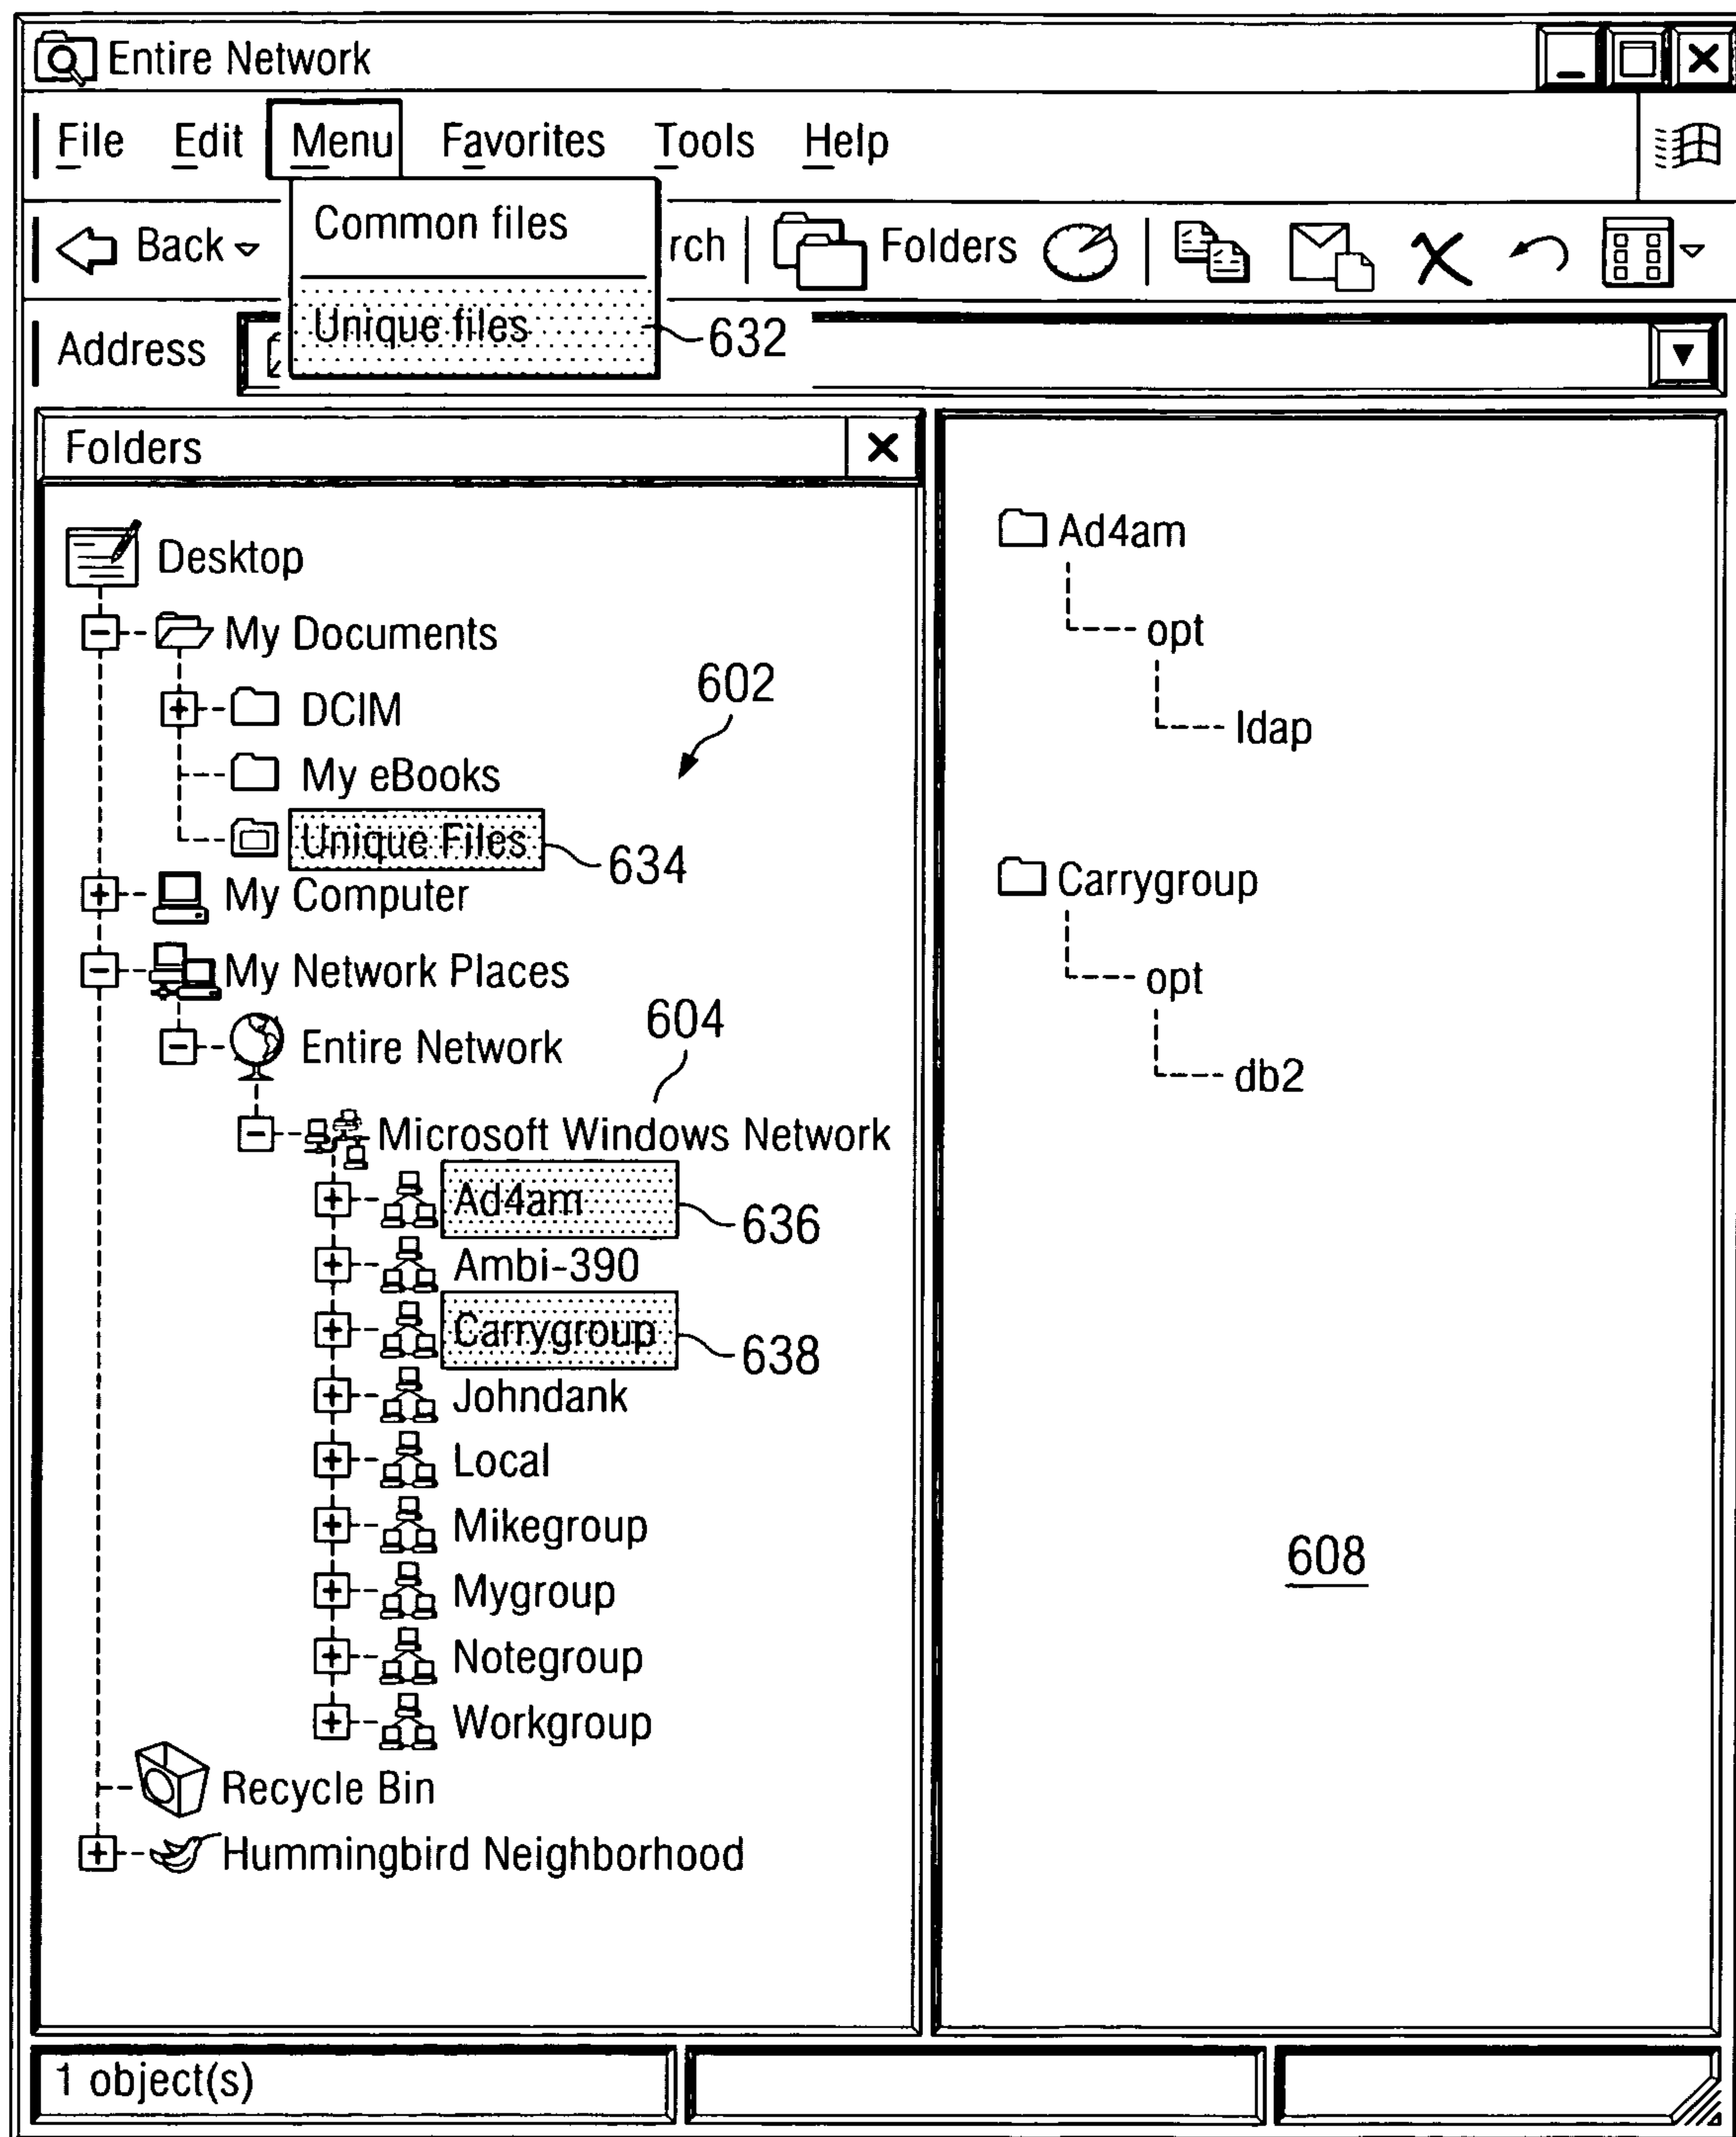 Entire Network
File Edit Menu Favorites Tools Help
Common files
Unique files
632
Back rch Folders
Address
Folders
Desktop
My Documents
DCIM
602
My eBooks
Unique Files
634
My Computer
My Network Places
Entire Network
604
Microsoft Windows Network
Ad4am
636
Ambi-390
Carrygroup
638
Johndank
Local
Mikegroup
Mygroup
Notegroup
Workgroup
Recycle Bin
Hummingbird Neighborhood
Ad4am
opt
ldap
Carrygroup
opt
db2
608
1 object(s)